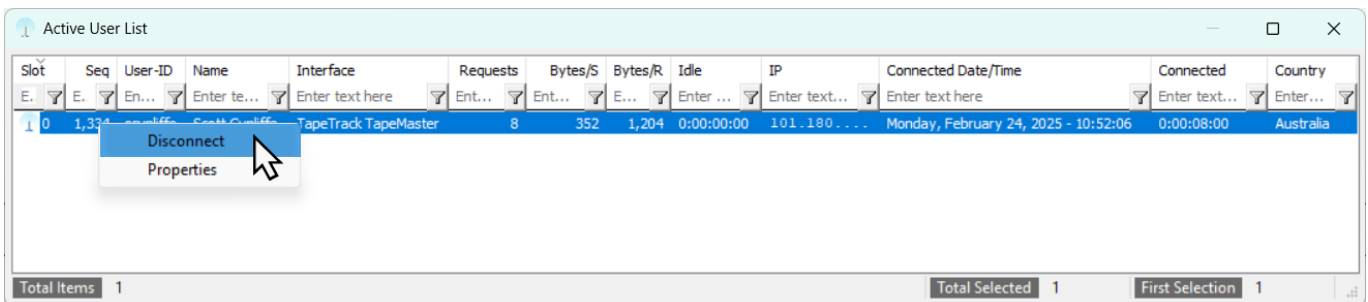 Active User List
Slot Seq User-ID Name Interface Requests Bytes/S Bytes/R Idle IP Connected Date/Time Connected Country
E. E. En... Enter te... Enter text here Ent... Ent... E... Enter ... Enter text... Enter text here Enter text... Enter...
0 1,334 TapeTrack TapeMaster 8 352 1,204 0:00:00:00 101.180.... Monday, February 24, 2025 - 10:52:06 0:00:08:00 Australia
Disconnect
Properties
Total Items 1 Total Selected 1 First Selection 1